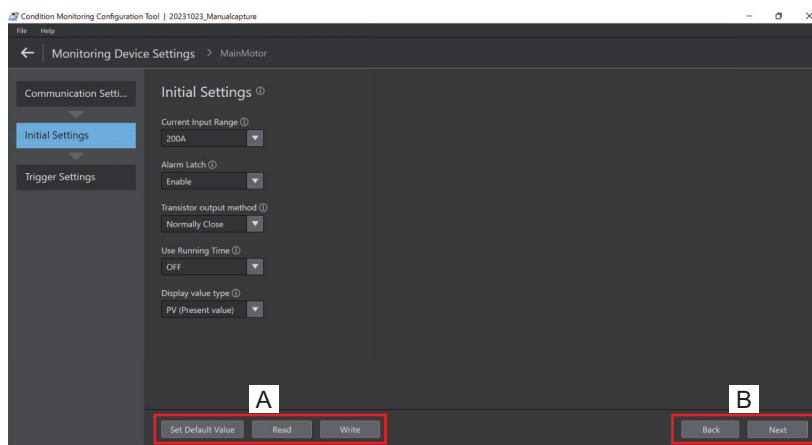 Condition Monitoring Configuration Tool | 20231023_Manualcapture
File Help
Monitoring Device Settings > MainMotor
Communication Setti...
Initial Settings
Trigger Settings
Initial Settings
Current Input Range
200A
Alarm Latch
Enable
Transistor output method
Normally Close
Use Running Time
OFF
Display value type
PV (Present value)
A
B
Set Default Value Read Write Back Next